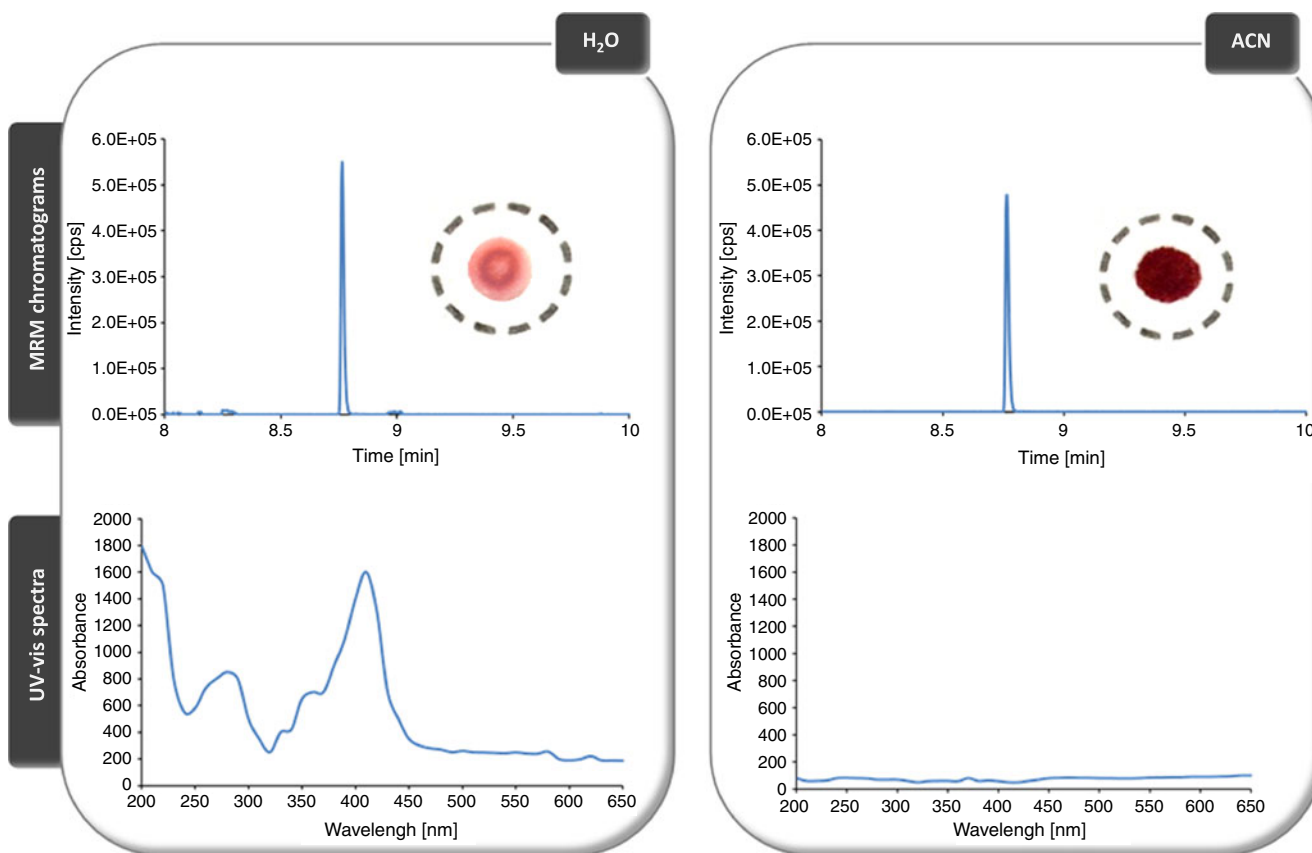 H₂O
ACN
MRM chromatograms
Intensity [cps]
6.0E+05
5.0E+05
4.0E+05
3.0E+05
2.0E+05
1.0E+05
0.0E+05
8 8.5 9 9.5 10
Time [min]
Intensity [cps]
6.0E+05
5.0E+05
4.0E+05
3.0E+05
2.0E+05
1.0E+05
0.0E+05
8 8.5 9 9.5 10
Time [min]
UV-vis spectra
Absorbance
2000
1800
1600
1400
1200
1000
800
600
400
200
0
200 250 300 350 400 450 500 550 600 650
Wavelengh [nm]
Absorbance
2000
1800
1600
1400
1200
1000
800
600
400
200
0
200 250 300 350 400 450 500 550 600 650
Wavelengh [nm]